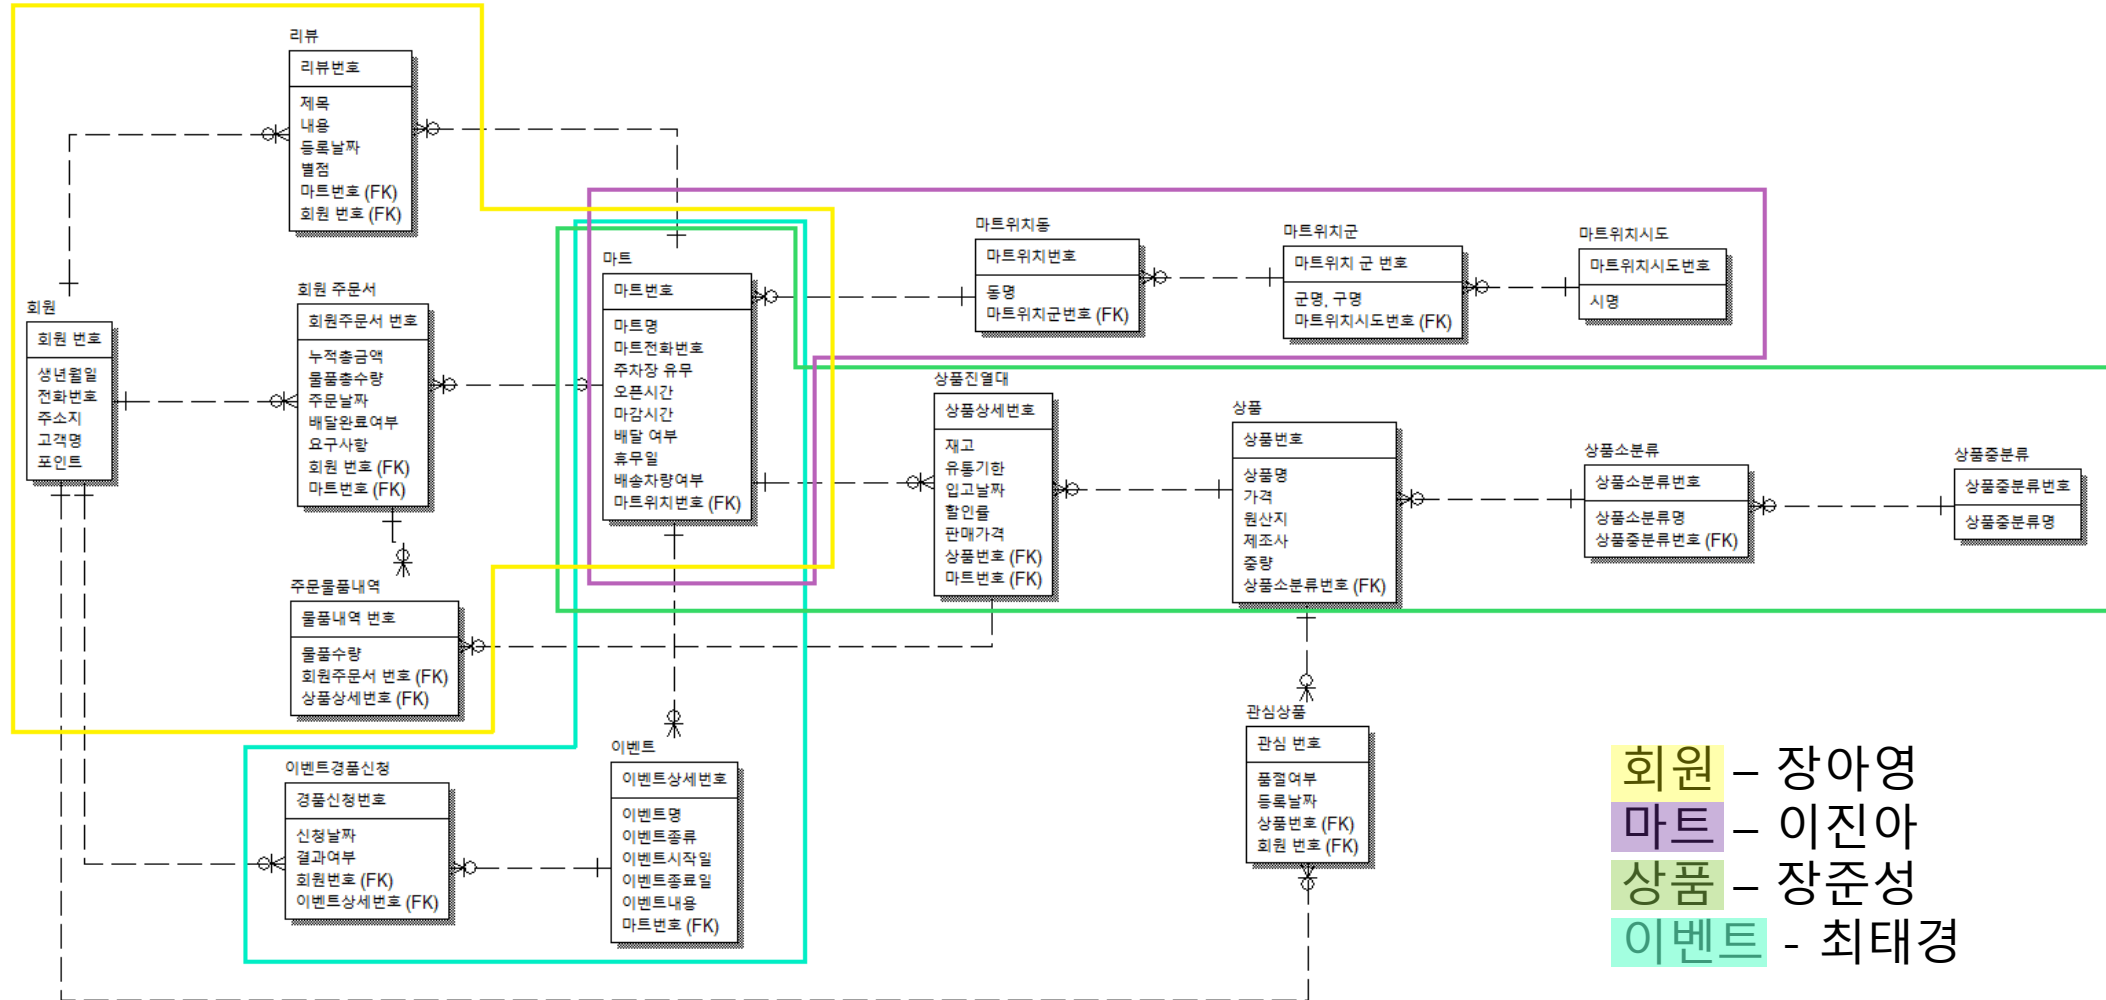 리뷰
리뷰번호
제목
내용
등록날짜
별점
마트번호 (FK)
회원 번호 (FK)
회원
회원 번호
생년월일
전화번호
주소지
고객명
포인트
회원 주문서
회원주문서 번호
누적총금액
물품총수량
주문날짜
배달완료여부
요구사항
회원 번호 (FK)
마트번호 (FK)
주문물품내역
물품내역 번호
물품수량
회원주문서 번호 (FK)
상품상세번호 (FK)
마트
마트번호
마트명
마트전화번호
주차장 유무
오픈시간
마감시간
배달 여부
휴무일
배송차량여부
마트위치번호 (FK)
마트위치동
마트위치번호
동명
마트위치군번호 (FK)
마트위치군
마트위치 군 번호
군명, 구명
마트위치시도번호 (FK)
마트위치시도
마트위치시도번호
시명
상품진열대
상품상세번호
재고
유통기한
입고날짜
할인률
판매가격
상품번호 (FK)
마트번호 (FK)
상품
상품번호
상품명
가격
원산지
제조사
중량
상품소분류번호 (FK)
상품소분류
상품소분류번호
상품소분류명
상품중분류번호 (FK)
상품중분류
상품중분류번호
상품중분류명
이벤트경품신청
경품신청번호
신청날짜
결과여부
회원번호 (FK)
이벤트상세번호 (FK)
이벤트
이벤트상세번호
이벤트명
이벤트종류
이벤트시작일
이벤트종료일
이벤트내용
마트번호 (FK)
관심상품
관심 번호
품절여부
등록날짜
상품번호 (FK)
회원 번호 (FK)
회원 – 장아영
마트 – 이진아
상품 – 장준성
이벤트 - 최태경